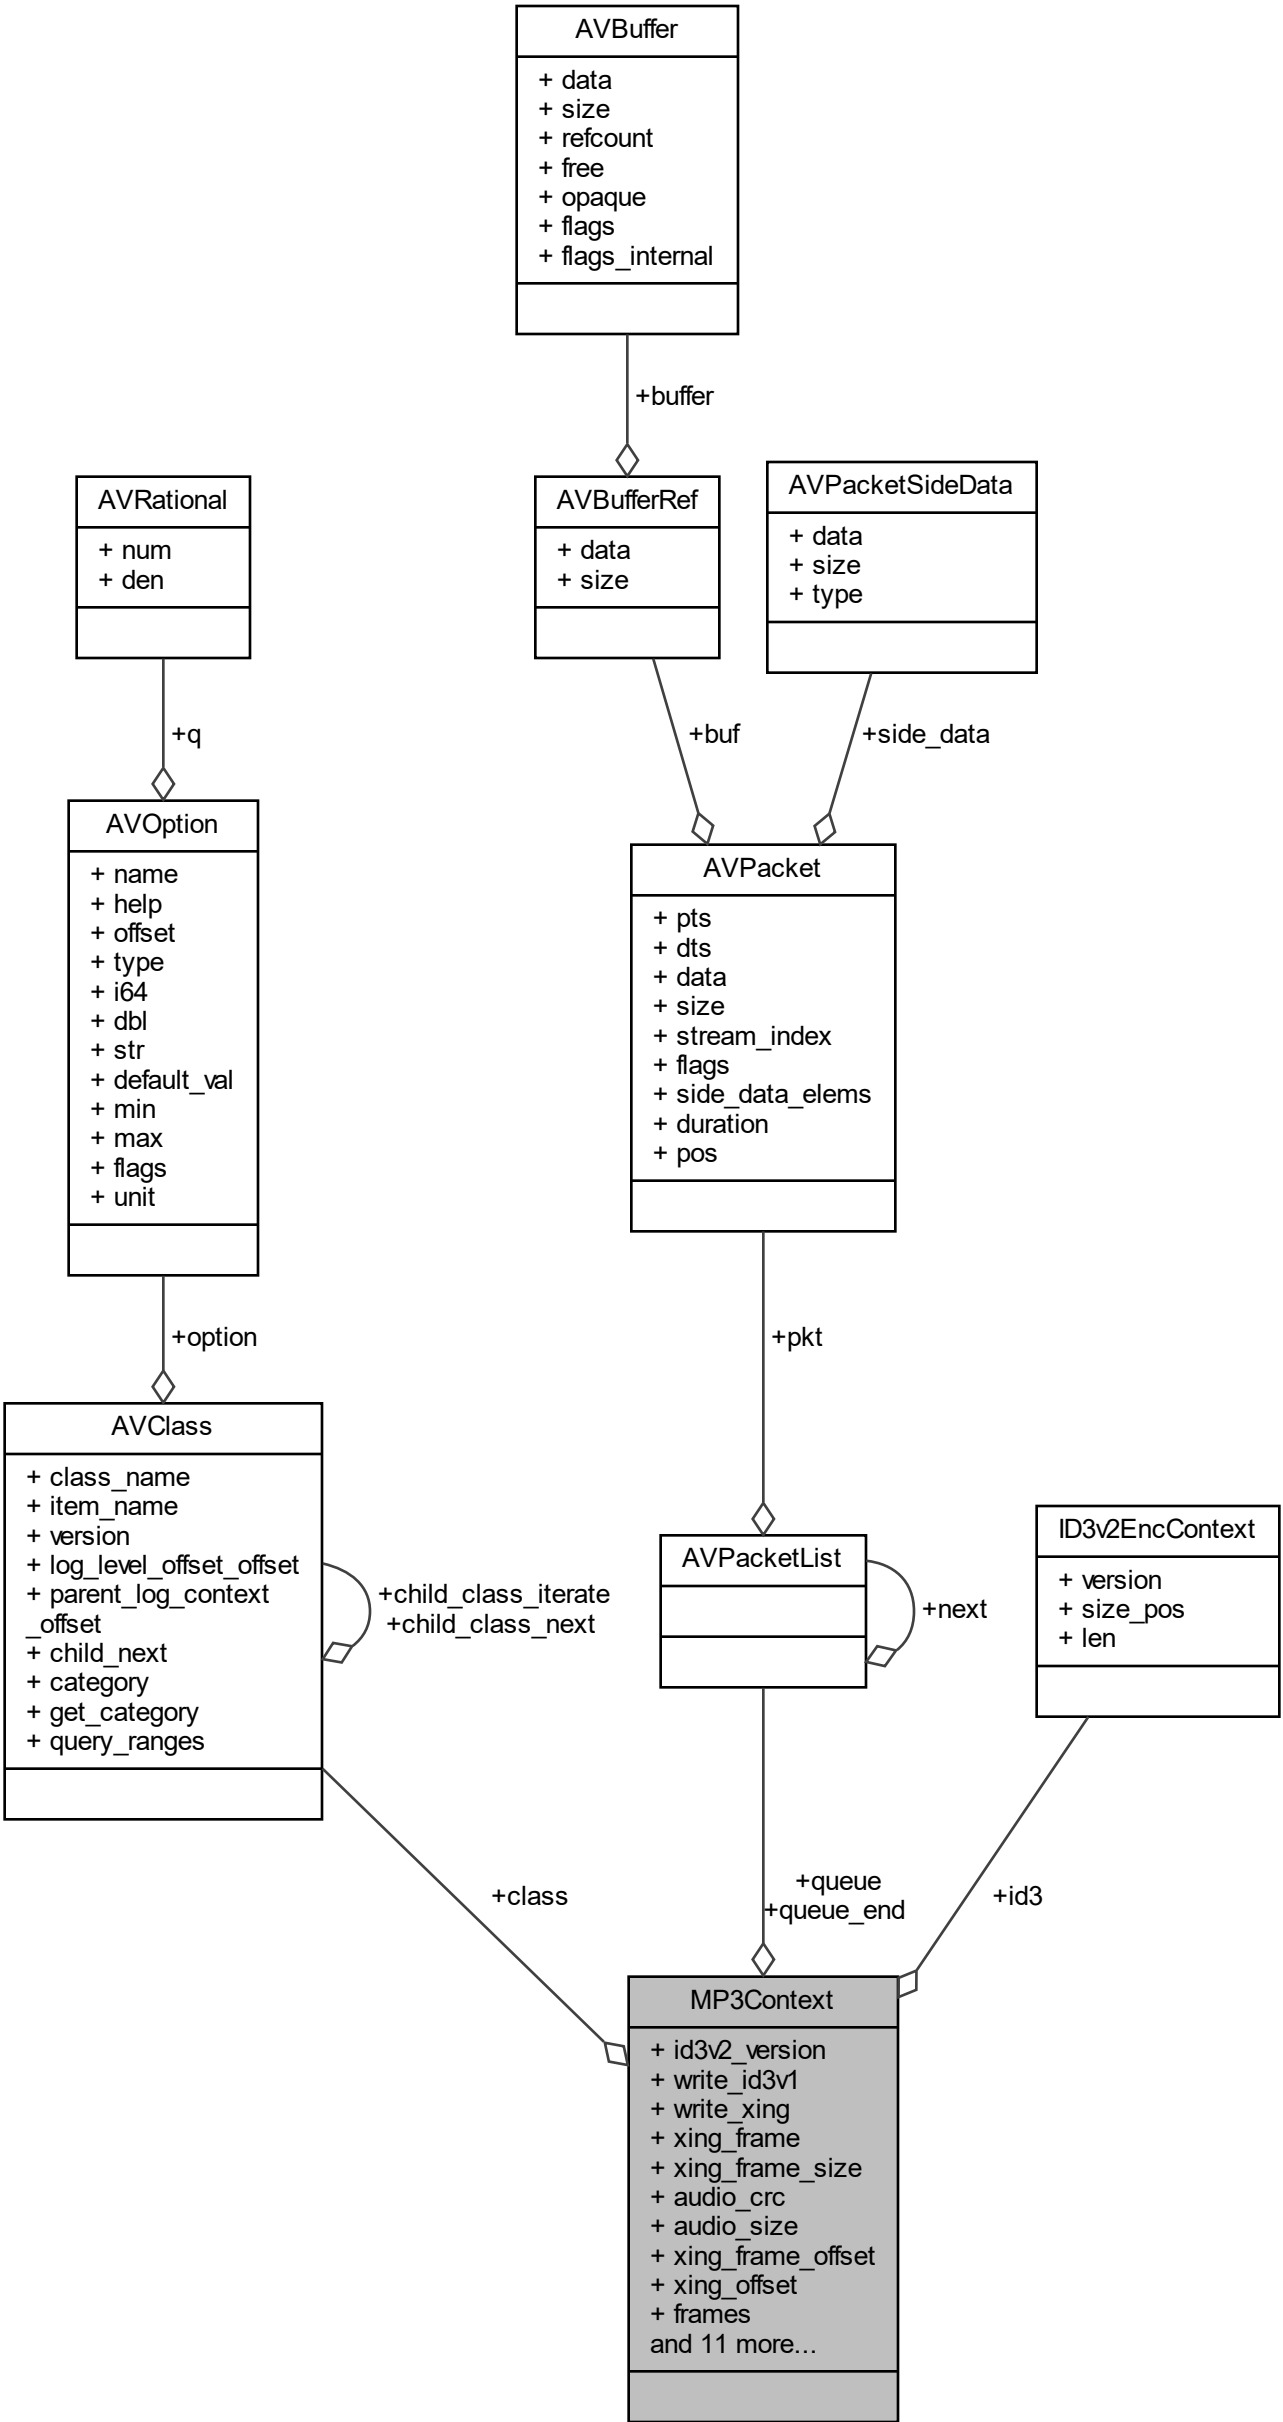 AVBuffer
+ data
+ size
+ refcount
+ free
+ opaque
+ flags
+ flags_internal
+buffer
AVRational
+ num
+ den
AVBufferRef
+ data
+ size
AVPacketSideData
+ data
+ size
+ type
+q
+buf
+side_data
AVOption
+ name
+ help
+ offset
+ type
+ i64
+ dbl
+ str
+ default_val
+ min
+ max
+ flags
+ unit
AVPacket
+ pts
+ dts
+ data
+ size
+ stream_index
+ flags
+ side_data_elems
+ duration
+ pos
+option
+pkt
AVClass
+ class_name
+ item_name
+ version
+ log_level_offset_offset
+ parent_log_context
_offset
+ child_next
+ category
+ get_category
+ query_ranges
+child_class_iterate
+child_class_next
AVPacketList
+next
ID3v2EncContext
+ version
+ size_pos
+ len
+class
+queue
+queue_end
+id3
MP3Context
+ id3v2_version
+ write_id3v1
+ write_xing
+ xing_frame
+ xing_frame_size
+ audio_crc
+ audio_size
+ xing_frame_offset
+ xing_offset
+ frames
and 11 more...